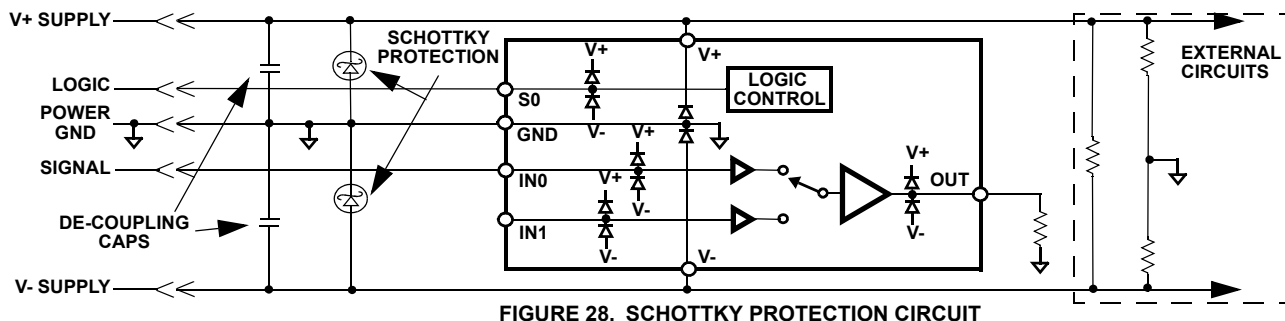 V+ SUPPLY
LOGIC
POWER
GND
SIGNAL
DE-COUPLING
CAPS
V- SUPPLY
SCHOTTKY
PROTECTION
V+
S0
V-
GND
V+
IN0
V-
V+
IN1
V-
V+
LOGIC
CONTROL
V+
OUT
V-
V-
EXTERNAL
CIRCUITS
FIGURE 28. SCHOTTKY PROTECTION CIRCUIT